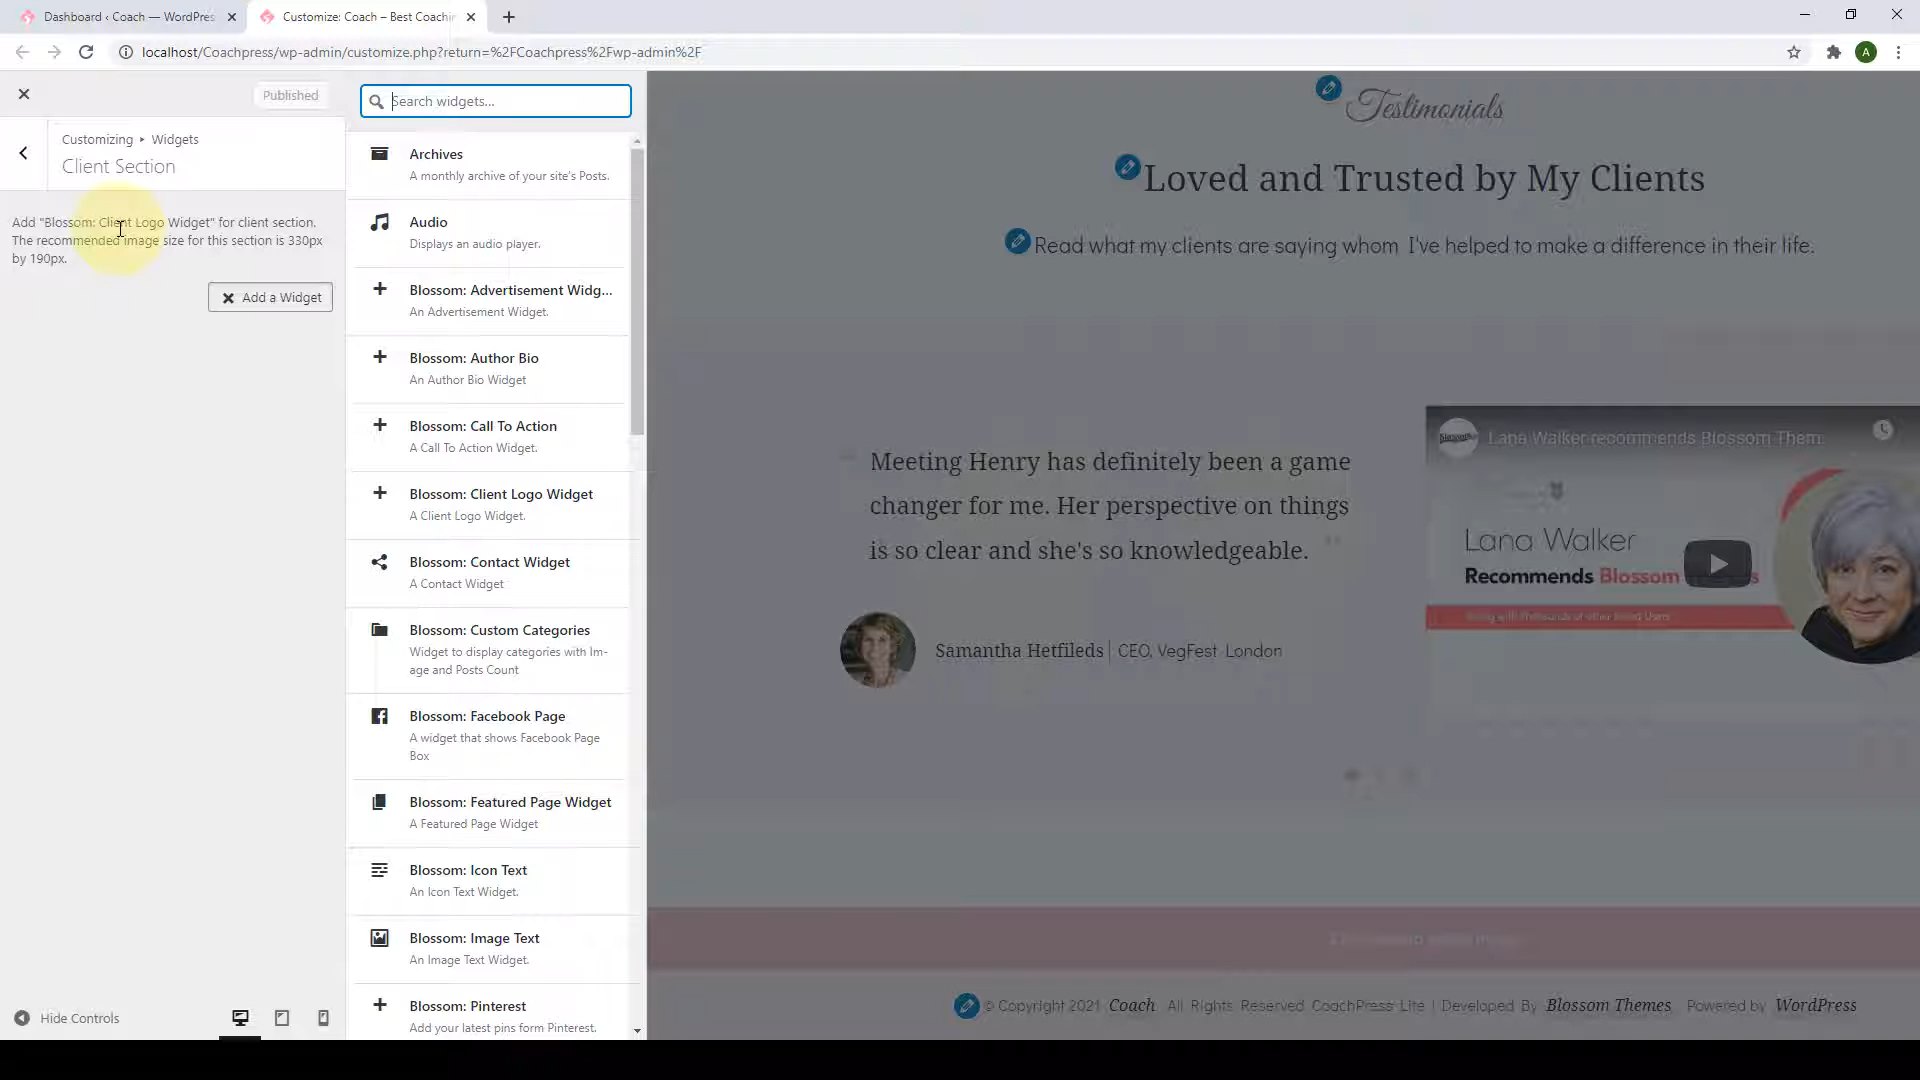 Dashboard ‹ Coach — WordPres
Customize: Coach – Best Coachin
localhost/Coachpress/wp-admin/customize.php?return=%2FCoachpress%2Fwp-admin%2F
A
Published
Customizing ▸ Widgets
Client Section
Add "Blossom: Client Logo Widget" for client section.
The recommended image size for this section is 330px
by 190px.
Add a Widget
Hide Controls
Search widgets...
Archives
A monthly archive of your site's Posts.
Audio
Displays an audio player.
Blossom: Advertisement Widg...
An Advertisement Widget.
Blossom: Author Bio
An Author Bio Widget
Blossom: Call To Action
A Call To Action Widget.
Blossom: Client Logo Widget
A Client Logo Widget.
Blossom: Contact Widget
A Contact Widget
Blossom: Custom Categories
Widget to display categories with Im-
age and Posts Count
Blossom: Facebook Page
A widget that shows Facebook Page
Box
Blossom: Featured Page Widget
A Featured Page Widget
Blossom: Icon Text
An Icon Text Widget.
Blossom: Image Text
An Image Text Widget.
Blossom: Pinterest
Add your latest pins form Pinterest.
Testimonials
Loved and Trusted by My Clients
Read what my clients are saying whom I've helped to make a difference in their life.
Meeting Henry has definitely been a game
changer for me. Her perspective on things
is so clear and she's so knowledgeable.
Samantha Hetfileds | CEO, VegFest London
Lana Walker recommends Blossom Them
Lana Walker
Recommends Blossom
© Copyright 2021 Coach. All Rights Reserved. CoachPress Lite | Developed By Blossom Themes. Powered by WordPress